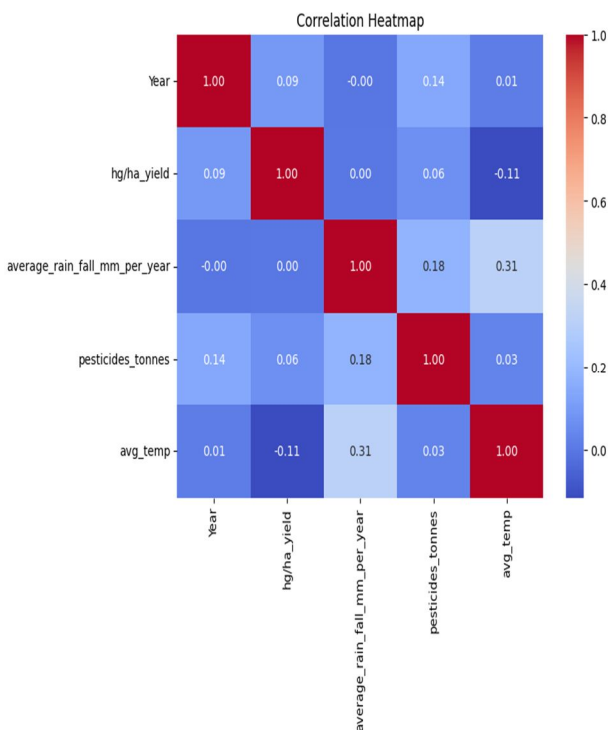 Correlation Heatmap
Year 1.00 0.09 -0.00 0.14 0.01
hg/ha_yield 0.09 1.00 0.00 0.06 -0.11
average_rain_fall_mm_per_year -0.00 0.00 1.00 0.18 0.31
pesticides_tonnes 0.14 0.06 0.18 1.00 0.03
avg_temp 0.01 -0.11 0.31 0.03 1.00
Year
hg/ha_yield
average_rain_fall_mm_per_year
pesticides_tonnes
avg_temp
1.0
0.8
0.6
0.4
0.2
0.0